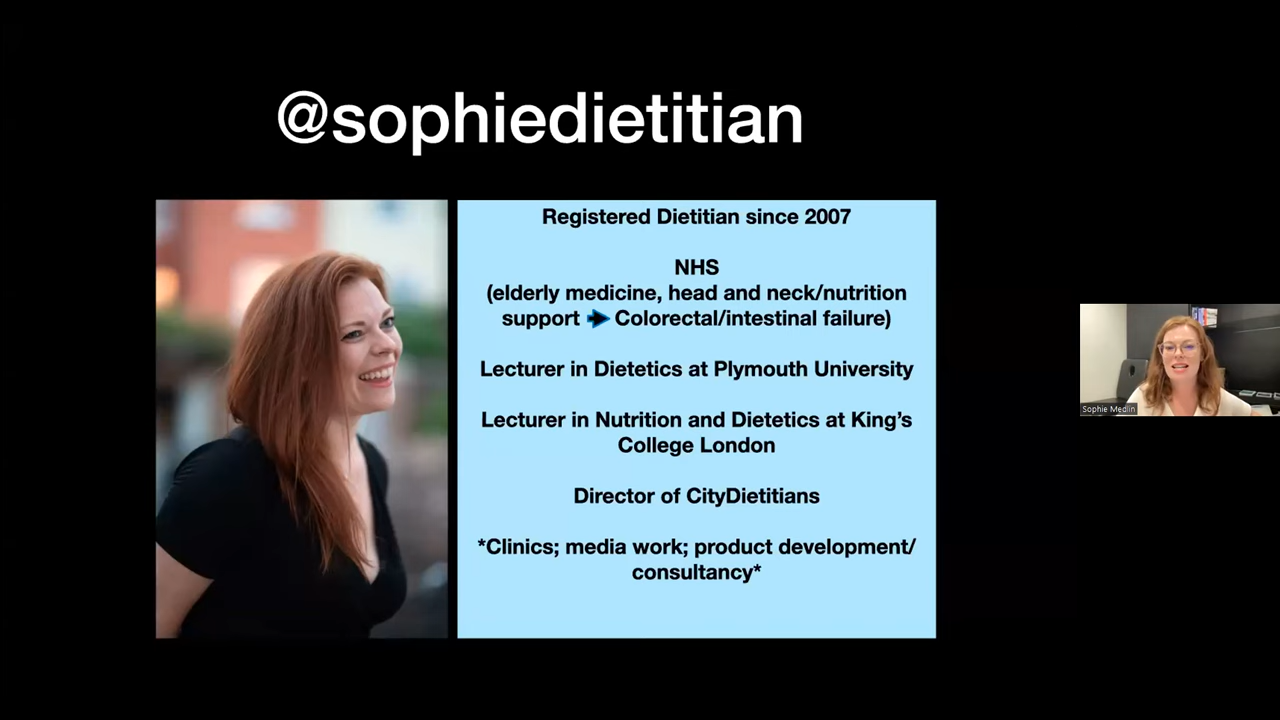 @sophiedietitian
Registered Dietitian since 2007
NHS
(elderly medicine, head and neck/nutrition
support Colorectal/intestinal failure)
Lecturer in Dietetics at Plymouth University
Lecturer in Nutrition and Dietetics at King's
College London
Director of CityDietitians
*Clinics; media work; product development/
consultancy*
Sophie Medlin